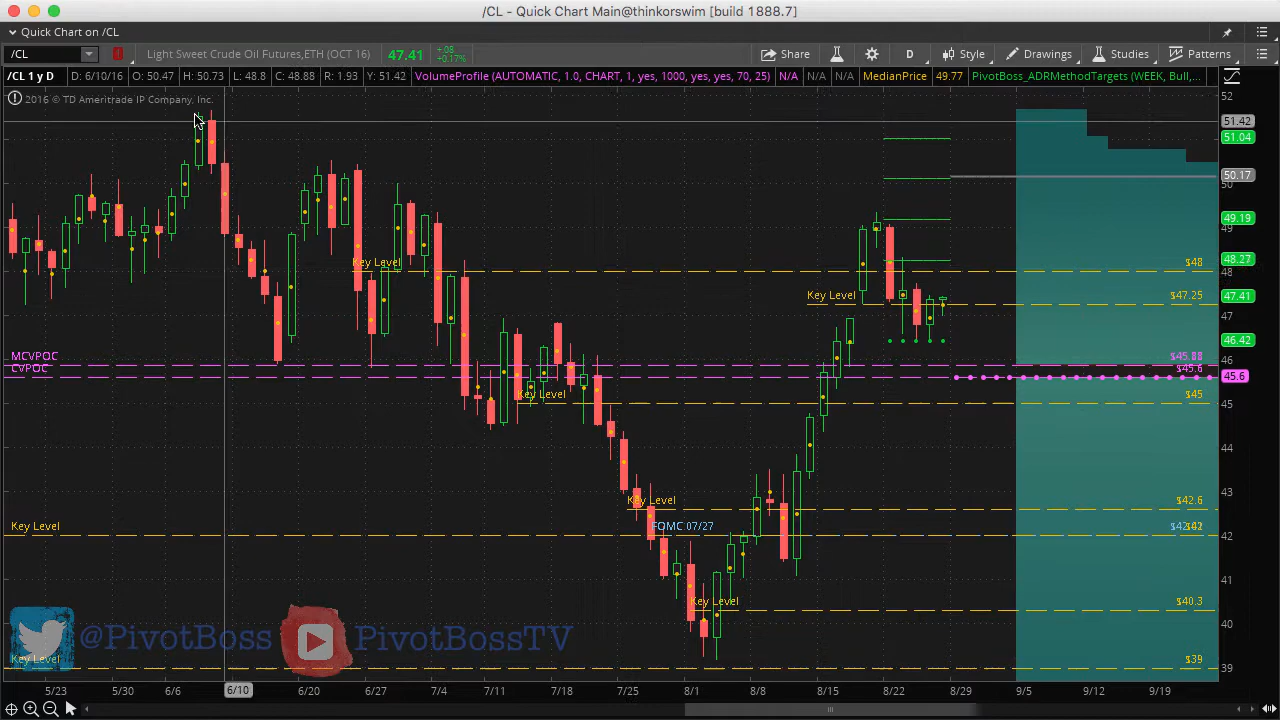 /CL - Quick Chart Main@thinkorswim [build 1888.7]
Quick Chart on /CL
/CL Light Sweet Crude Oil Futures,ETH (OCT 16) 47.41 +.08 +0.17% Share D Style Drawings Studies Patterns
/CL 1 y D D: 6/10/16 O: 50.47 H: 50.73 L: 48.8 C: 48.88 R: 1.93 Y: 51.42 VolumeProfile (AUTOMATIC, 1.0, CHART, 1, yes, 1000, yes, yes, 70, 25) N/A N/A N/A MedianPrice 49.77 PivotBoss_ADRMethodTargets (WEEK, Bull,...
2016 © TD Ameritrade IP Company, Inc.
52
51.42
51.04
50.17
50
49.19
49
48.27
Key Level $48
48
Key Level $47.25
47.41
47
46.42
46
MCVPOC $45.88
CVPOC $45.6
45.6
Key Level $45
45
44
43
Key Level $42.6
Key Level FOMC 07/27
42
41
Key Level $40.3
40
@PivotBoss PivotBossTV
Key Level $39
39
5/23 5/30 6/6 6/10 6/20 6/27 7/4 7/11 7/18 7/25 8/1 8/8 8/15 8/22 8/29 9/5 9/12 9/19